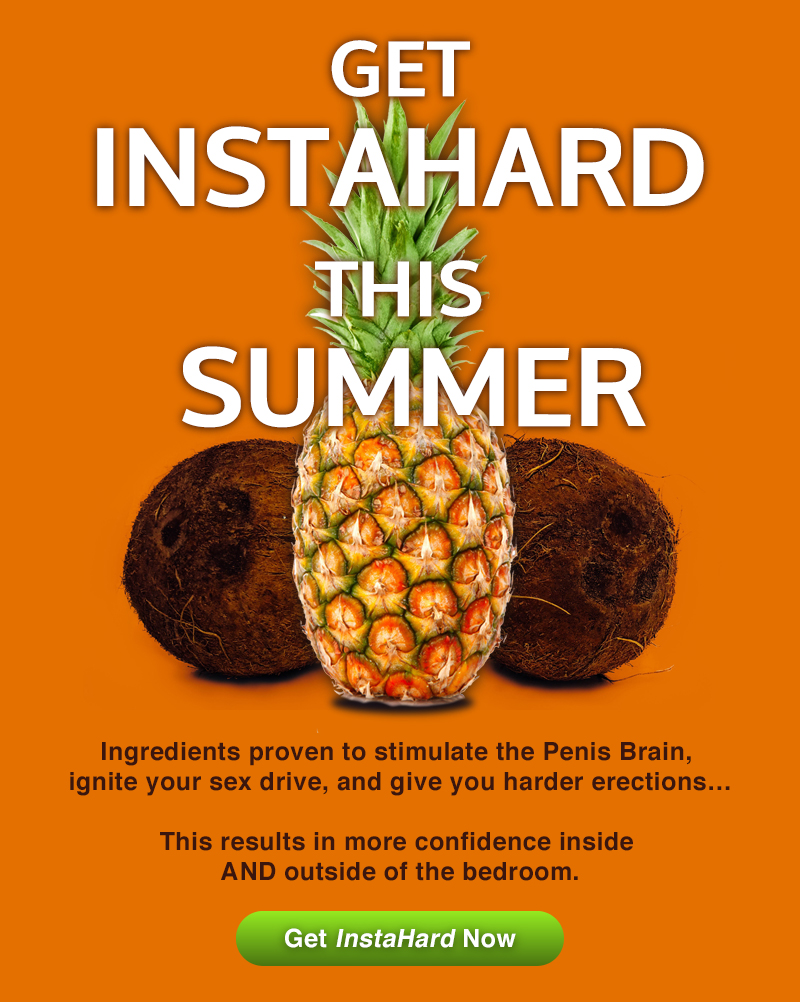 GET
INSTAHARD
THIS
SUMMER
Ingredients proven to stimulate the Penis Brain,
ignite your sex drive, and give you harder erections...
This results in more confidence inside
AND outside of the bedroom.
Get InstaHard Now